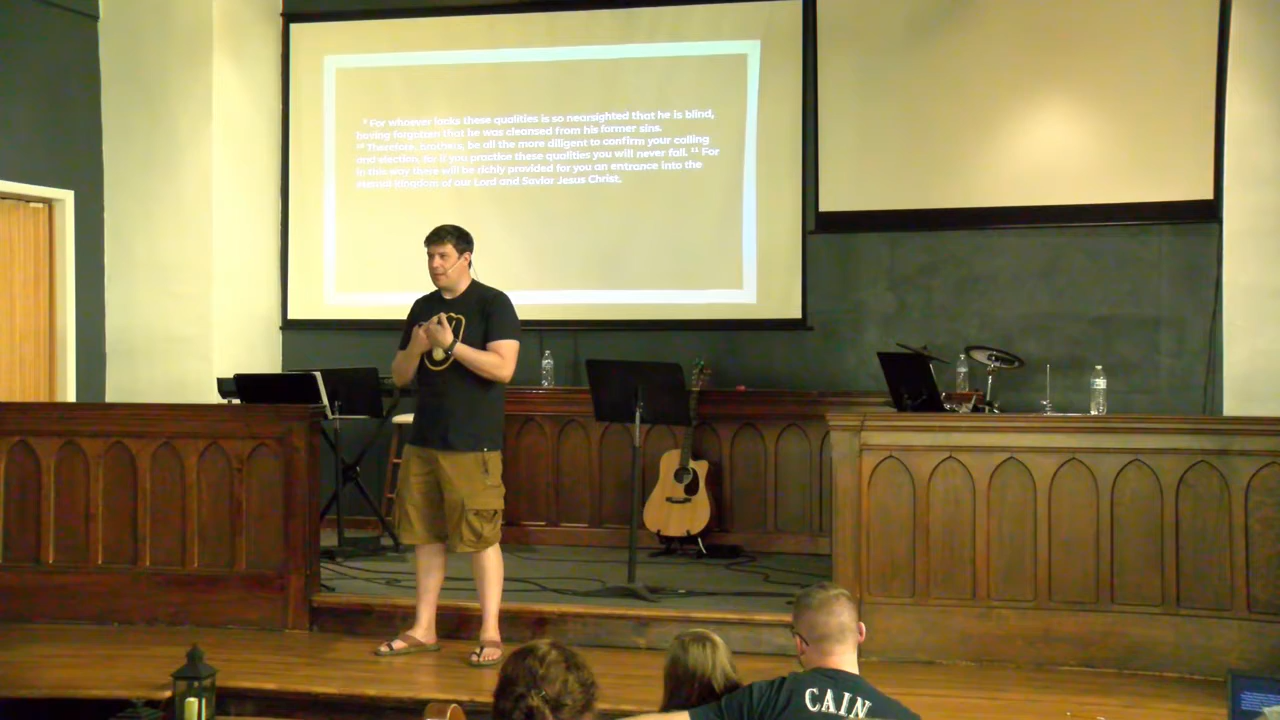 ⁹ For whoever lacks these qualities is so nearsighted that he is blind,
having forgotten that he was cleansed from his former sins.
¹⁰ Therefore, brothers, be all the more diligent to confirm your calling
and election, for if you practice these qualities you will never fall. ¹¹ For
in this way there will be richly provided for you an entrance into the
eternal kingdom of our Lord and Savior Jesus Christ.
CAIN